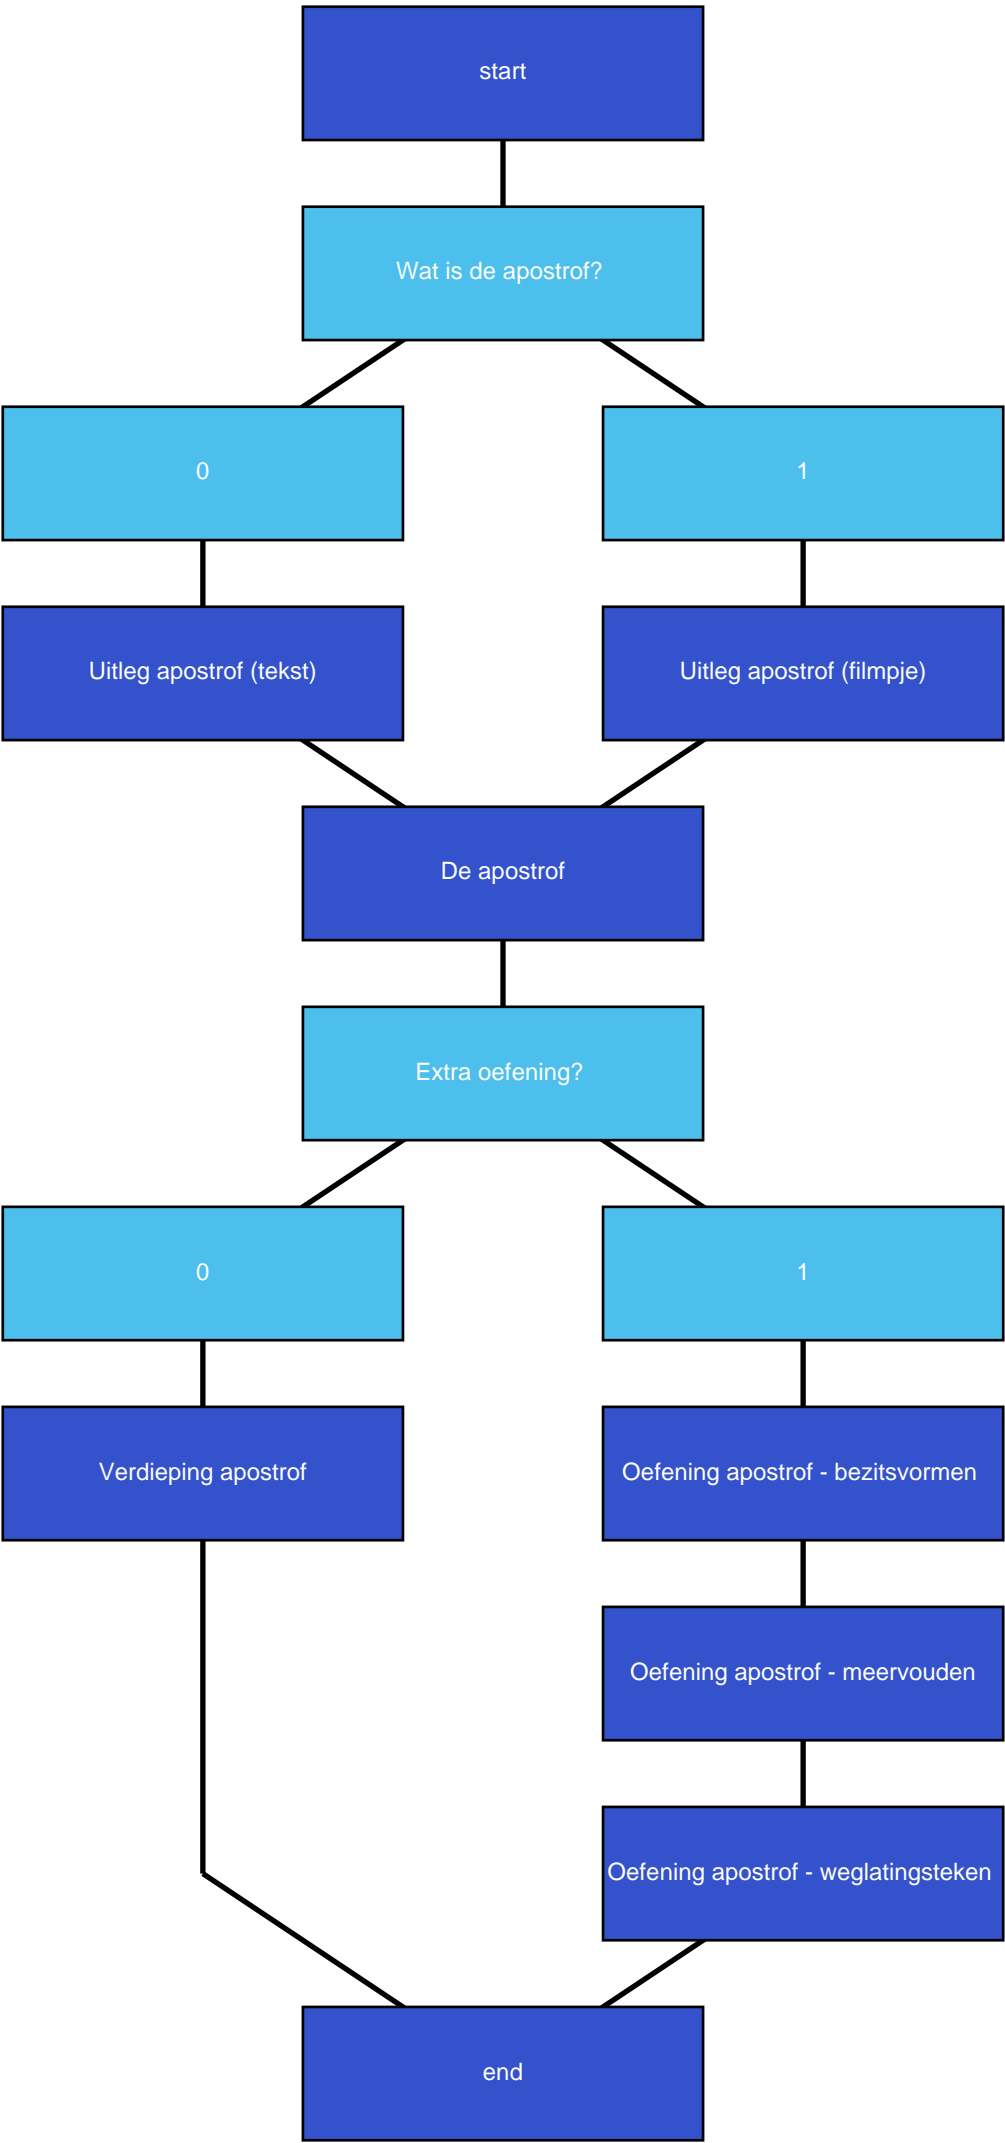 start
Wat is de apostrof?
0
1
Uitleg apostrof (tekst)
Uitleg apostrof (filmpje)
De apostrof
Extra oefening?
0
1
Verdieping apostrof
Oefening apostrof - bezitsvormen
Oefening apostrof - meervouden
Oefening apostrof - weglatingsteken
end